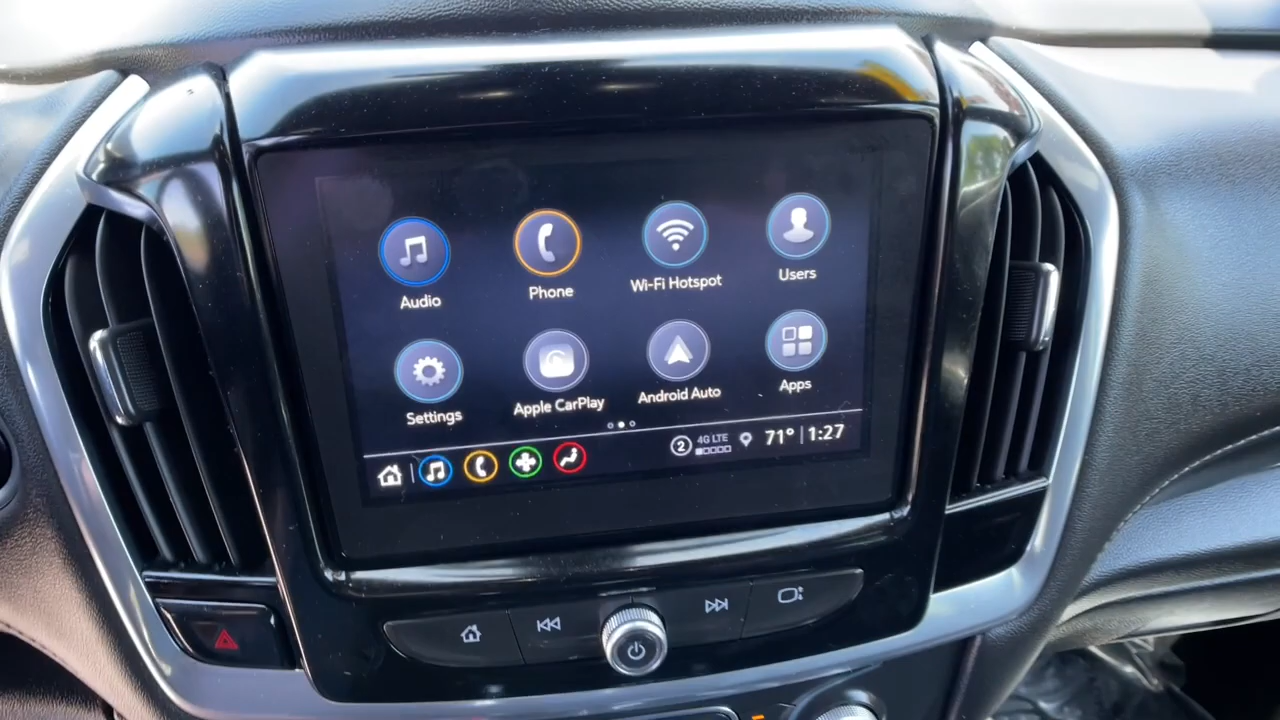 Audio
Phone
Wi-Fi Hotspot
Users
Settings
Apple CarPlay
Android Auto
Apps
2
4G LTE
71° 1:27